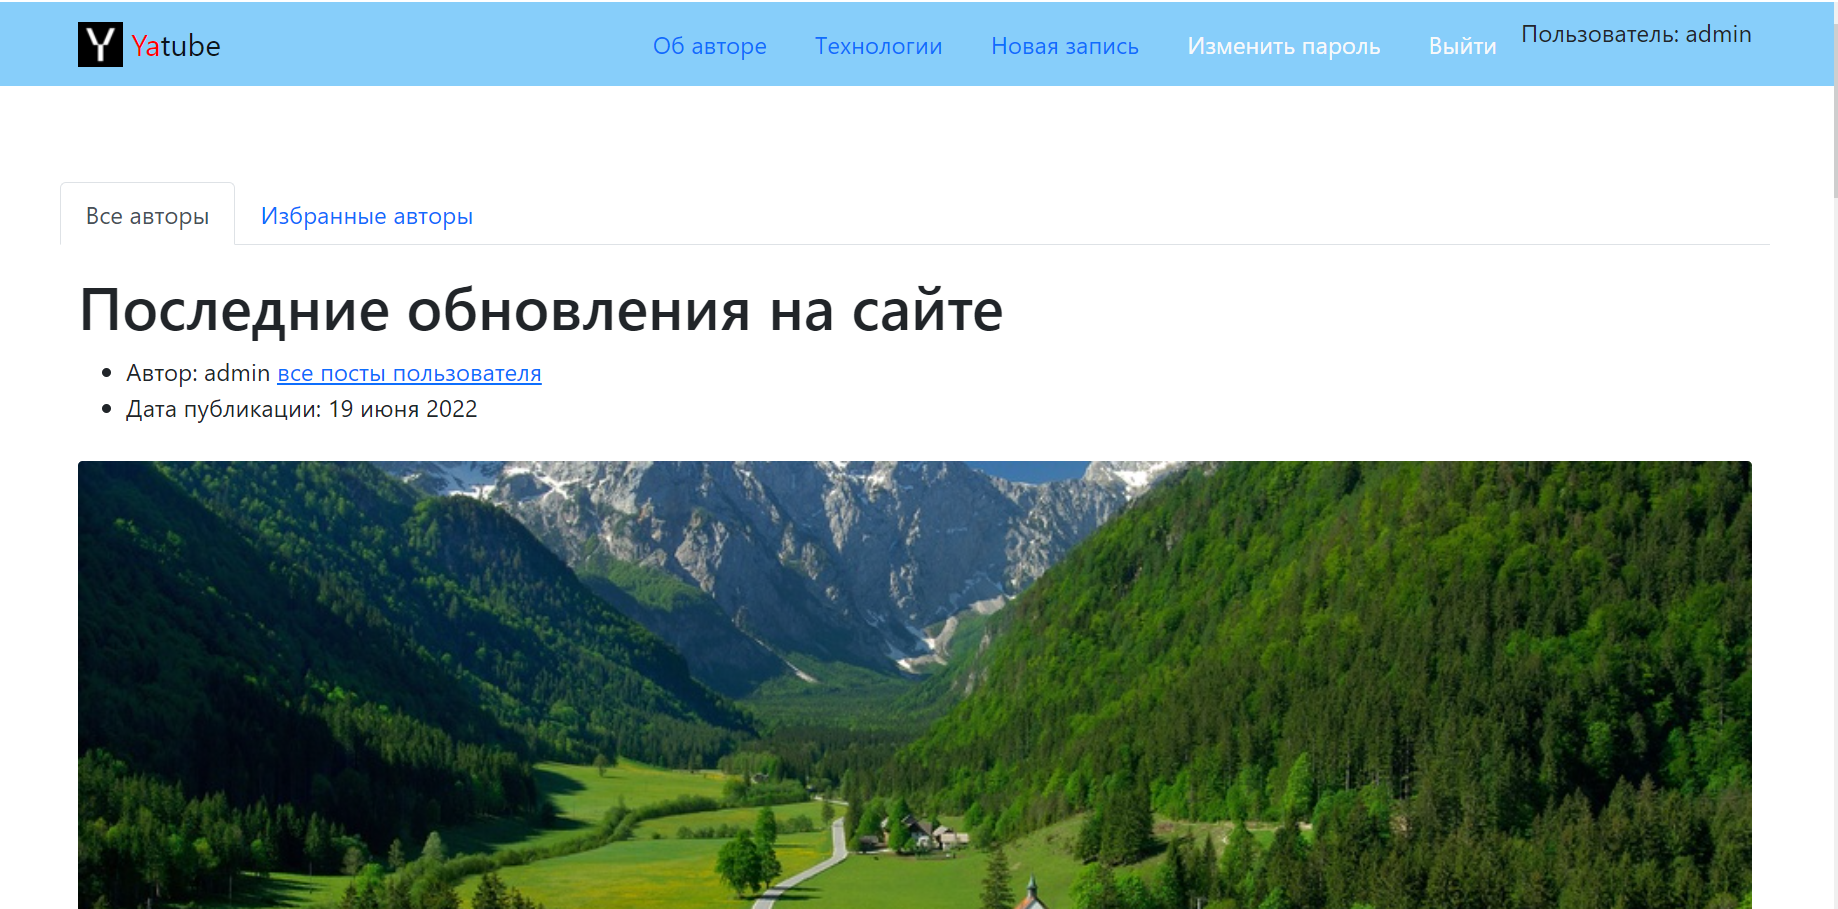 Y Yatube
Об авторе Технологии Новая запись Изменить пароль Выйти Пользователь: admin
Все авторы Избранные авторы
Последние обновления на сайте
Автор: admin все посты пользователя
Дата публикации: 19 июня 2022